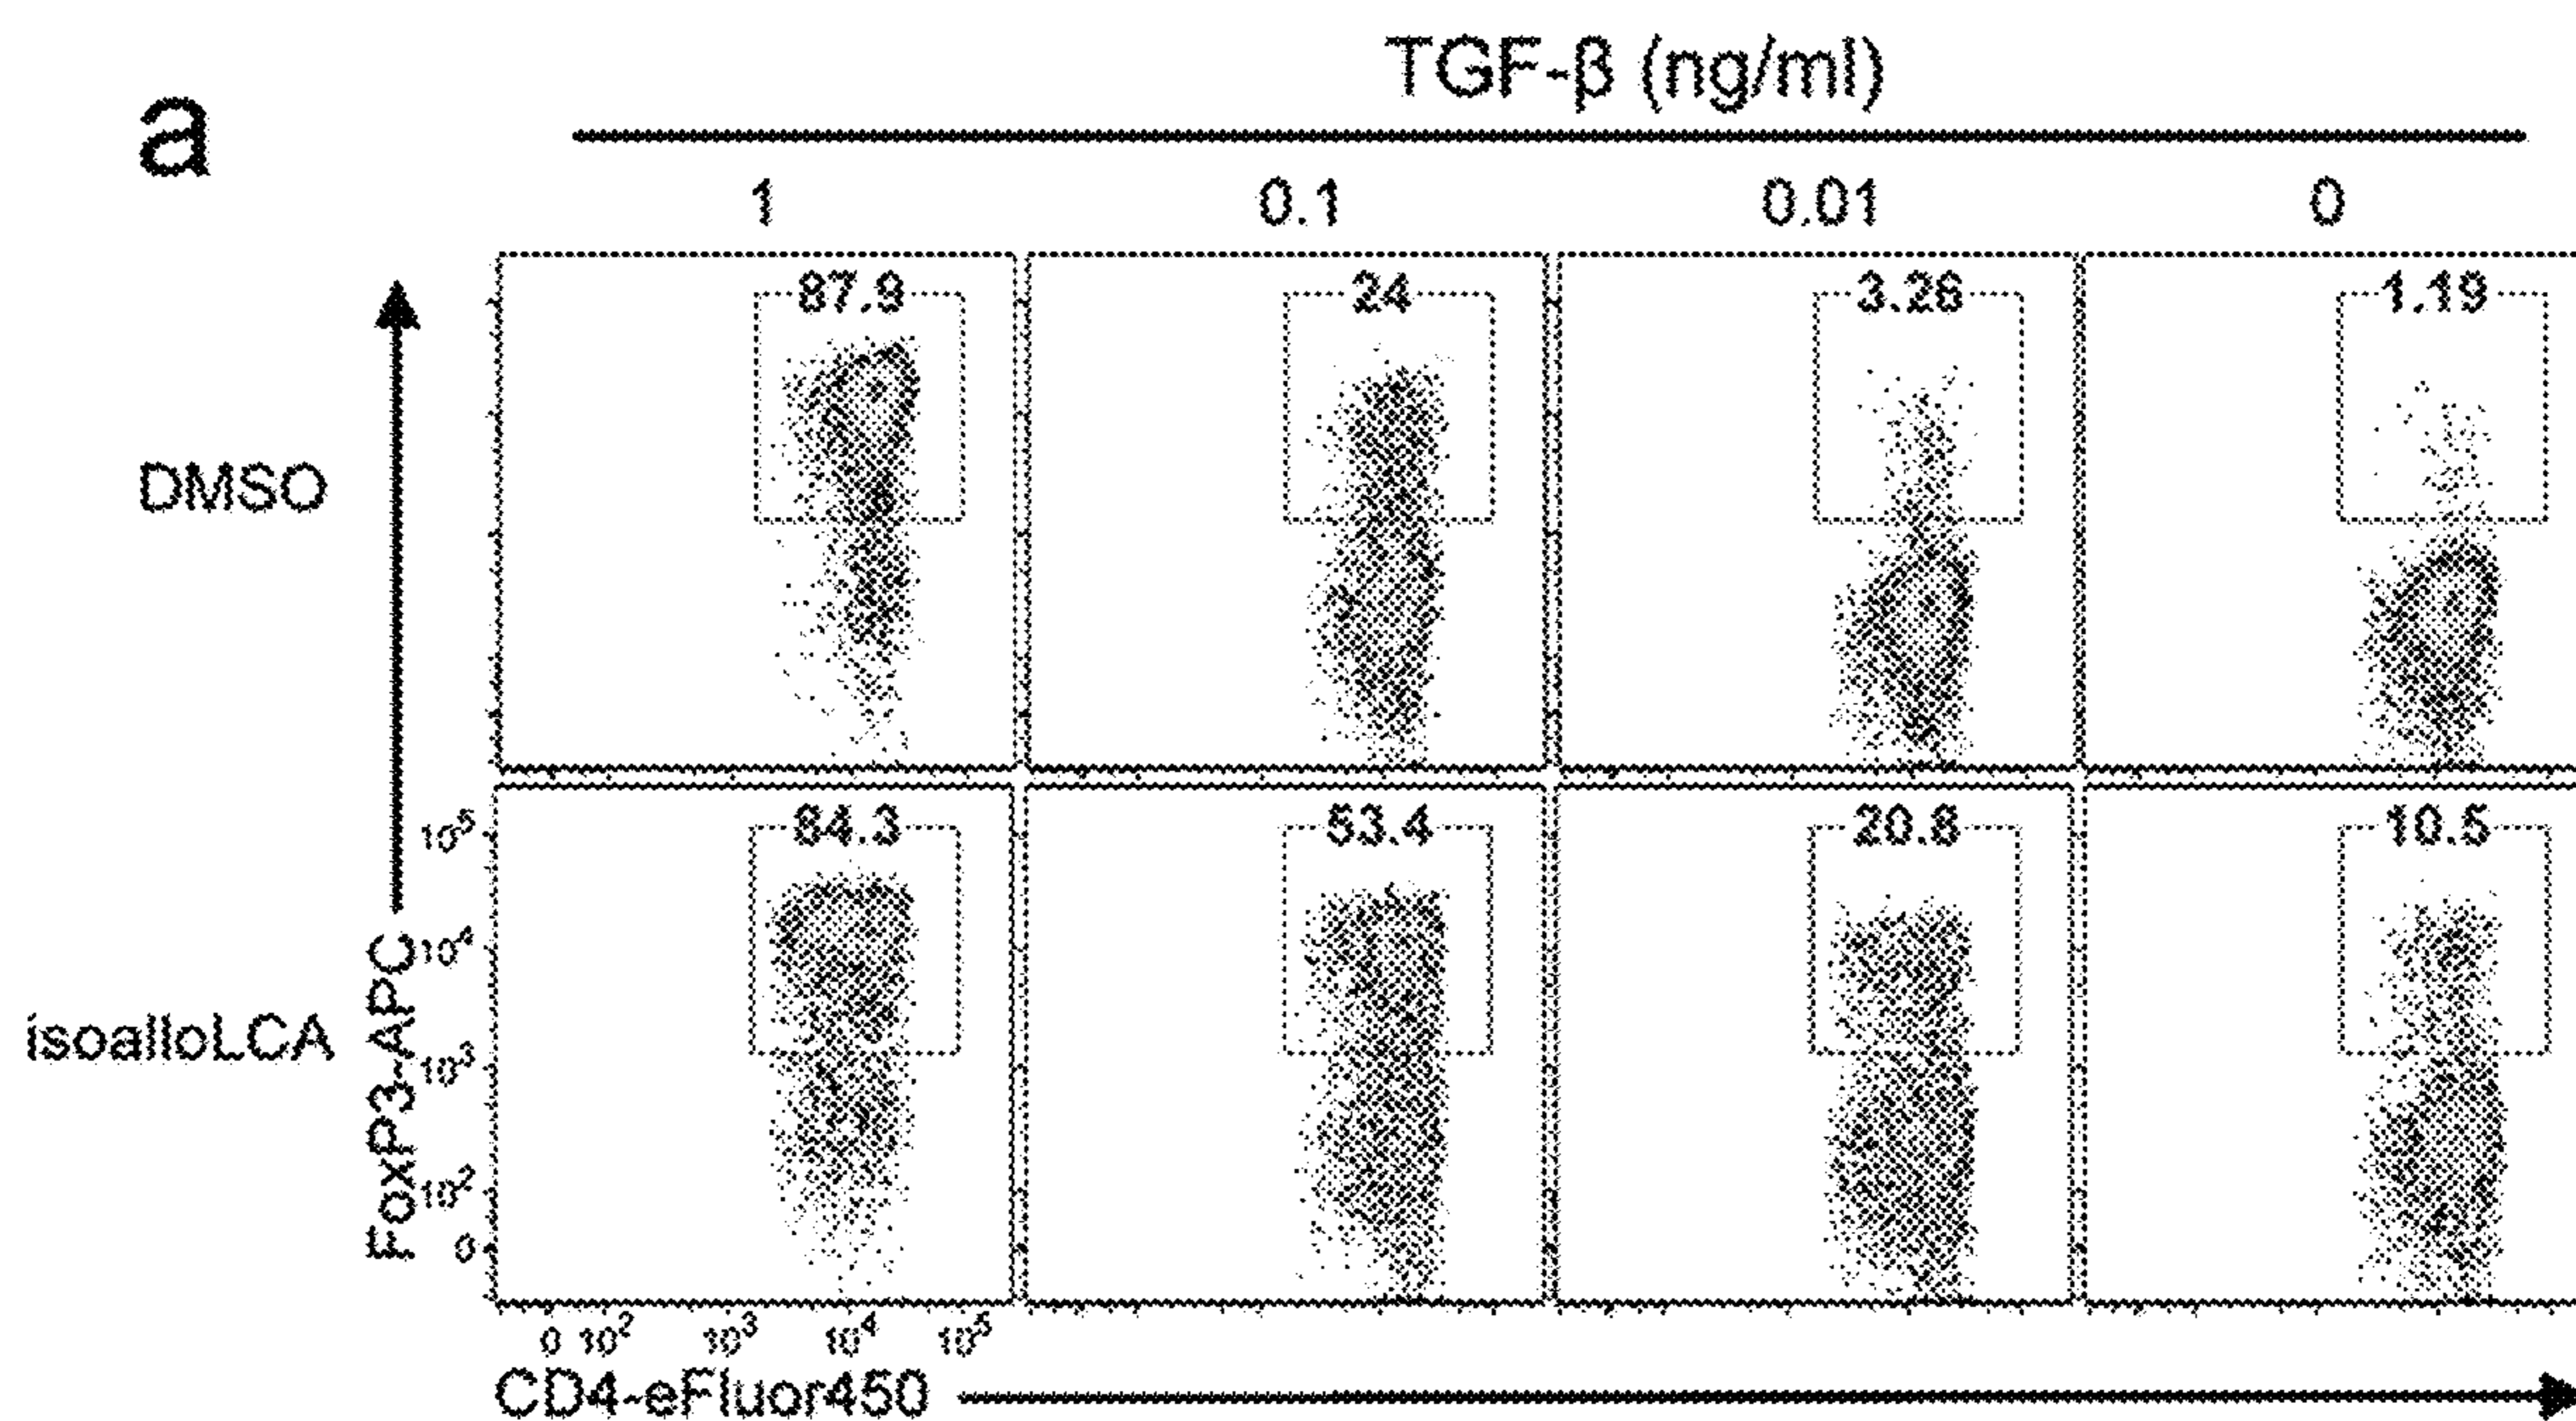 a
TGF-β (ng/ml)
1 0.1 0.01 0
DMSO
87.9 24 3.26 1.19
isoalloLCA
84.3 53.4 20.8 10.5
FoxP3-APC
10⁵
10⁴
10³
10²
0
0 10² 10³ 10⁴ 10⁵
CD4-eFluor450